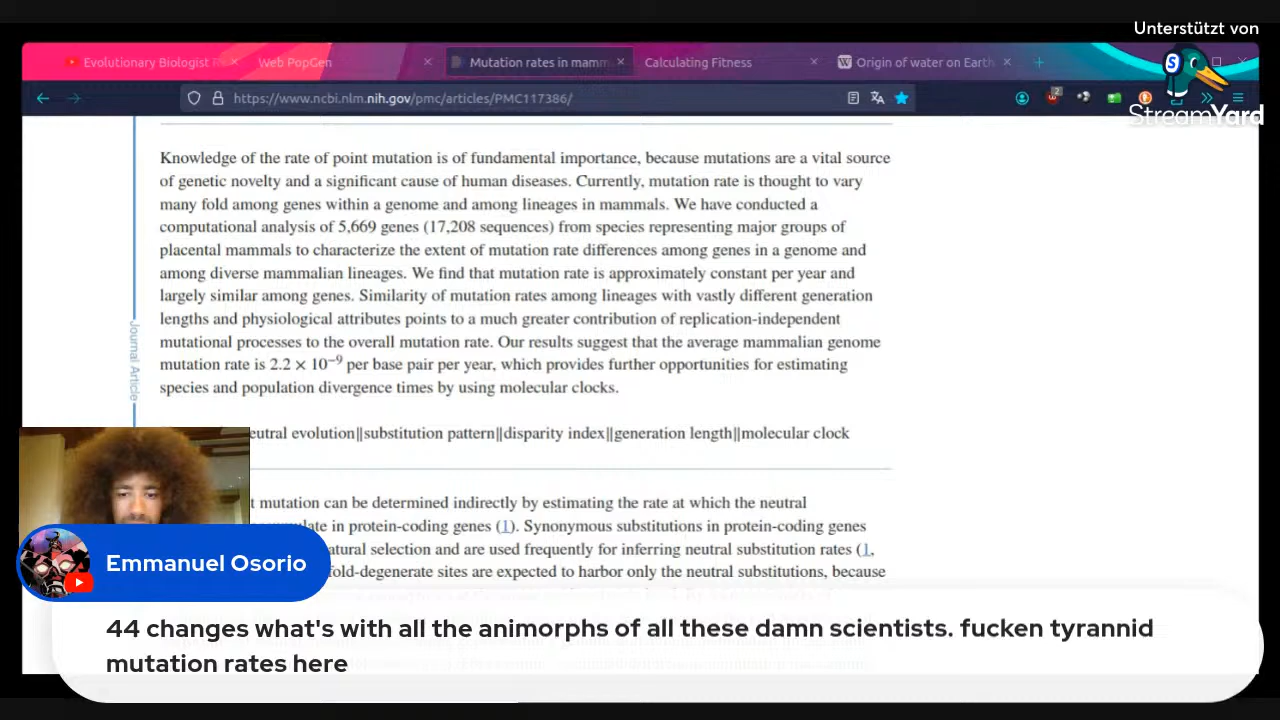 Unterstützt von
StreamYard
Evolutionary Biologist
Web PopGen
Mutation rates in mamm
Calculating Fitness
Origin of water on Earth
https://www.ncbi.nlm.nih.gov/pmc/articles/PMC117386/
2
Knowledge of the rate of point mutation is of fundamental importance, because mutations are a vital source
of genetic novelty and a significant cause of human diseases. Currently, mutation rate is thought to vary
many fold among genes within a genome and among lineages in mammals. We have conducted a
computational analysis of 5,669 genes (17,208 sequences) from species representing major groups of
placental mammals to characterize the extent of mutation rate differences among genes in a genome and
among diverse mammalian lineages. We find that mutation rate is approximately constant per year and
largely similar among genes. Similarity of mutation rates among lineages with vastly different generation
lengths and physiological attributes points to a much greater contribution of replication-independent
mutational processes to the overall mutation rate. Our results suggest that the average mammalian genome
mutation rate is 2.2 × 10⁻⁹ per base pair per year, which provides further opportunities for estimating
species and population divergence times by using molecular clocks.
Journal Article
eutral evolution||substitution pattern||disparity index||generation length||molecular clock
t mutation can be determined indirectly by estimating the rate at which the neutral
late in protein-coding genes (1). Synonymous substitutions in protein-coding genes
atural selection and are used frequently for inferring neutral substitution rates (1,
fold-degenerate sites are expected to harbor only the neutral substitutions, because
Emmanuel Osorio
44 changes what's with all the animorphs of all these damn scientists. fucken tyrannid
mutation rates here